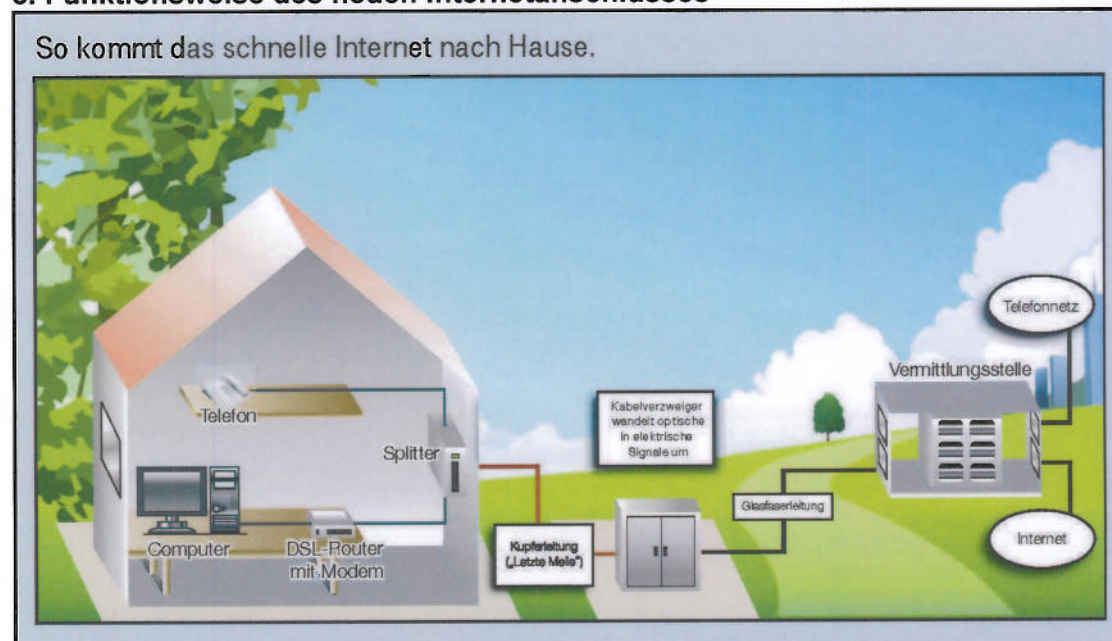 So kommt das schnelle Internet nach Hause.
Telefonnetz
Vermittlungsstelle
Telefon
Kabelverzweiger
wandelt optische
in elektrische
Signale um
Splitter
Glasfaserleitung
Computer
DSL-Router
mit Modem
Kupferleitung
(„Letzte Meile“)
Internet